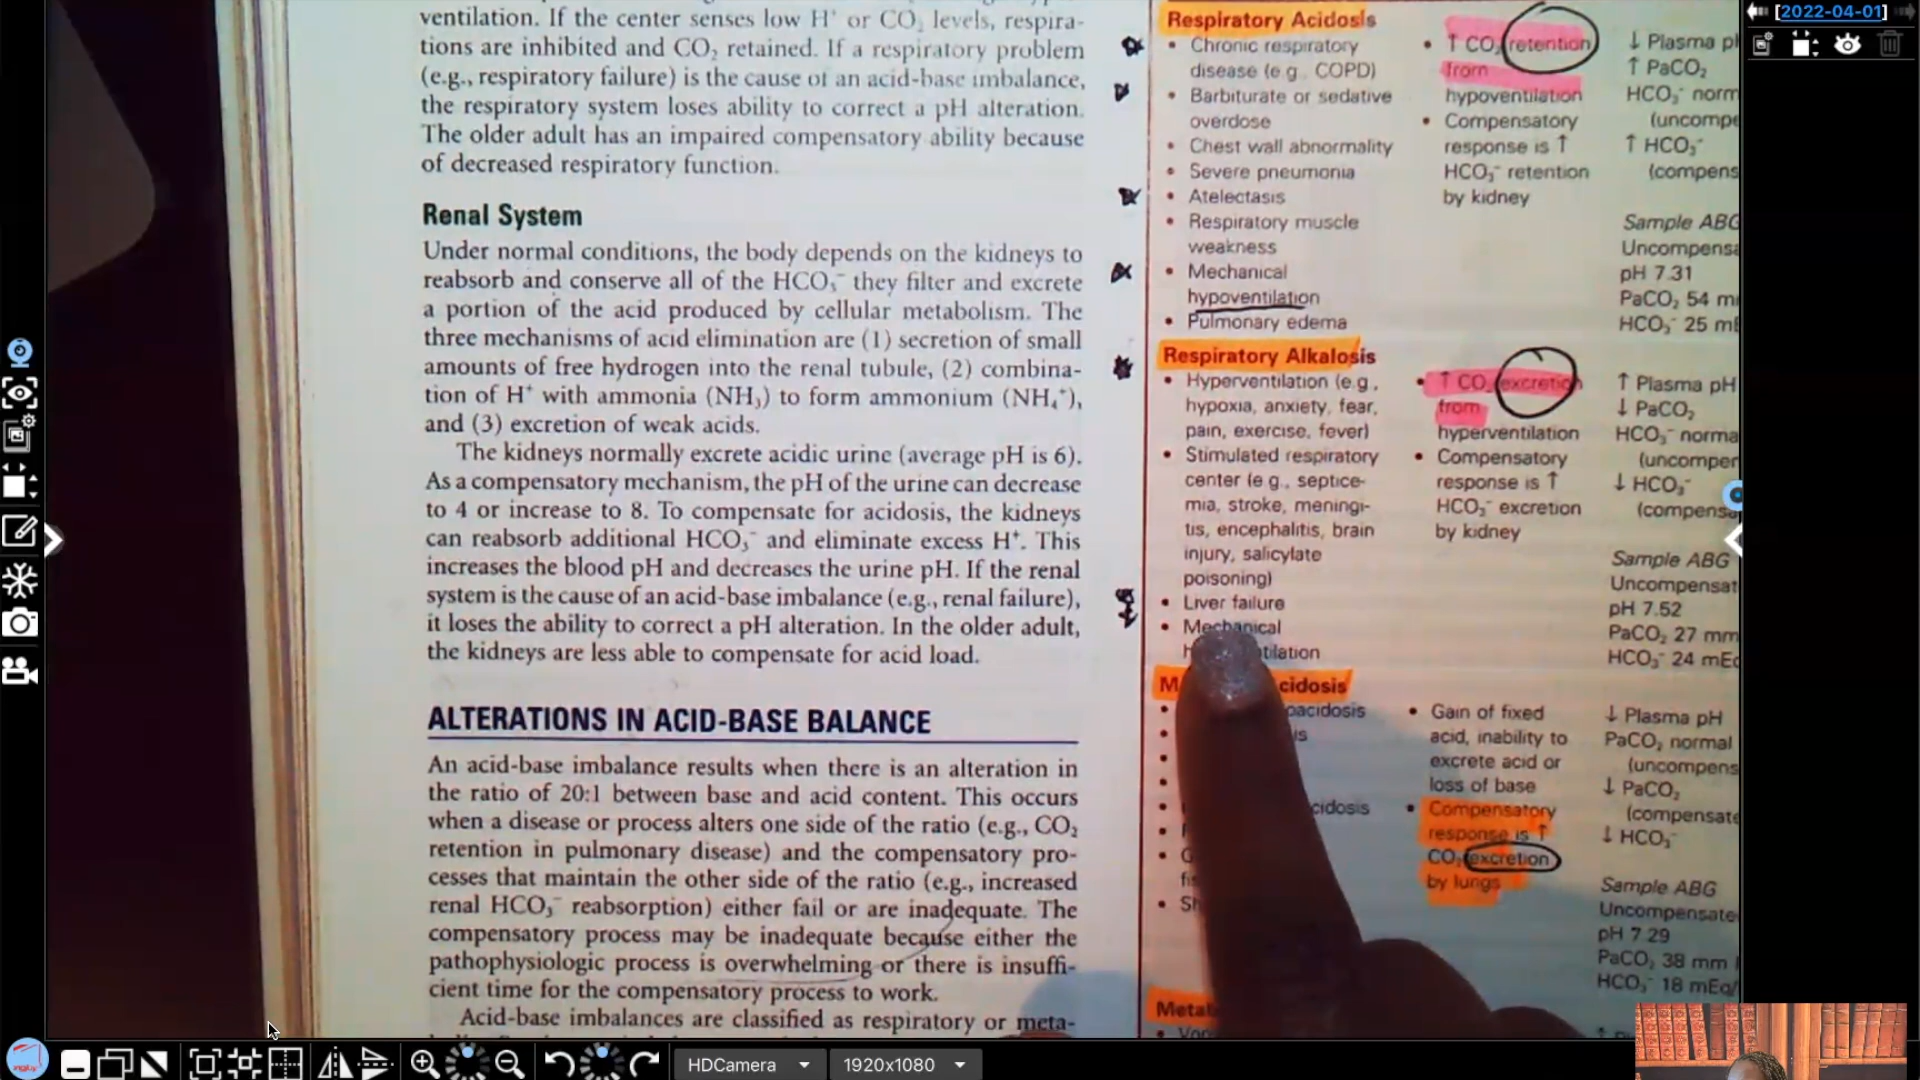 ventilation. If the center senses low H⁺ or CO₂ levels, respira-
tions are inhibited and CO₂ retained. If a respiratory problem
(e.g., respiratory failure) is the cause of an acid-base imbalance,
the respiratory system loses ability to correct a pH alteration.
The older adult has an impaired compensatory ability because
of decreased respiratory function.
Renal System
Under normal conditions, the body depends on the kidneys to
reabsorb and conserve all of the HCO₃⁻ they filter and excrete
a portion of the acid produced by cellular metabolism. The
three mechanisms of acid elimination are (1) secretion of small
amounts of free hydrogen into the renal tubule, (2) combina-
tion of H⁺ with ammonia (NH₃) to form ammonium (NH₄⁺),
and (3) excretion of weak acids.
The kidneys normally excrete acidic urine (average pH is 6).
As a compensatory mechanism, the pH of the urine can decrease
to 4 or increase to 8. To compensate for acidosis, the kidneys
can reabsorb additional HCO₃⁻ and eliminate excess H⁺. This
increases the blood pH and decreases the urine pH. If the renal
system is the cause of an acid-base imbalance (e.g., renal failure),
it loses the ability to correct a pH alteration. In the older adult,
the kidneys are less able to compensate for acid load.
ALTERATIONS IN ACID-BASE BALANCE
An acid-base imbalance results when there is an alteration in
the ratio of 20:1 between base and acid content. This occurs
when a disease or process alters one side of the ratio (e.g., CO₂
retention in pulmonary disease) and the compensatory pro-
cesses that maintain the other side of the ratio (e.g., increased
renal HCO₃⁻ reabsorption) either fail or are inadequate. The
compensatory process may be inadequate because either the
pathophysiologic process is overwhelming or there is insuffi-
cient time for the compensatory process to work.
Acid-base imbalances are classified as respiratory or meta-
Respiratory Acidosis
• Chronic respiratory
disease (e.g., COPD)
• Barbiturate or sedative
overdose
• Chest wall abnormality
• Severe pneumonia
• Atelectasis
• Respiratory muscle
weakness
• Mechanical
hypoventilation
• Pulmonary edema
• ↑ CO₂ retention
from
hypoventilation
• Compensatory
response is ↑
HCO₃⁻ retention
by kidney
↓ Plasma
↑ PaCO₂
HCO₃⁻
↑ HCO₃⁻
Sample ABG
pH 7.31
PaCO₂ 54
HCO₃⁻ 25
Respiratory Alkalosis
• Hyperventilation (e.g.,
hypoxia, anxiety, fear,
pain, exercise, fever)
• Stimulated respiratory
center (e.g., septice-
mia, stroke, meningi-
tis, encephalitis, brain
injury, salicylate
poisoning)
• Liver failure
• Mechanical
• ↑ CO₂ excretion
from
hyperventilation
• Compensatory
response is ↑
HCO₃⁻ excretion
by kidney
↑ Plasma pH
↓ PaCO₂
HCO₃⁻
↓ HCO₃⁻
Sample ABG
pH 7.52
PaCO₂ 27 mm
HCO₃⁻ 24
• Gain of fixed
acid, inability to
excrete acid or
loss of base
• Compensatory
response is ↑
CO₂ excretion
by lungs
↓ Plasma pH
PaCO₂ normal
↓ PaCO₂
↓ HCO₃⁻
Sample ABG
pH 7.29
PaCO₂ 38 mm
HCO₃⁻ 18 mEq/
[2022-04-01]
HDCamera
1920x1080